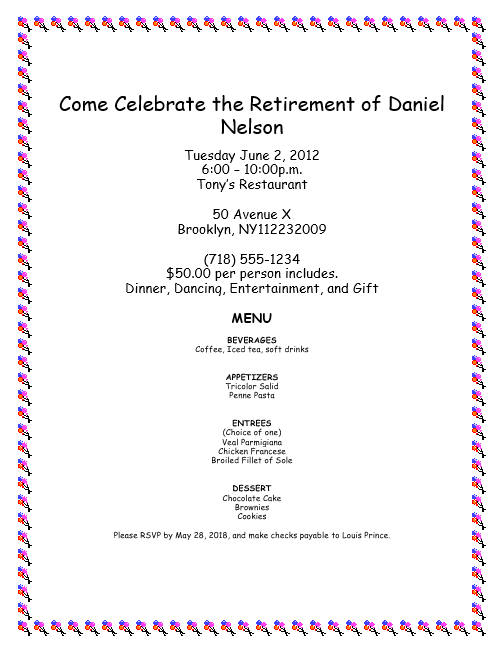 Come Celebrate the Retirement of Daniel
Nelson
Tuesday June 2, 2012
6:00 – 10:00p.m.
Tony's Restaurant
50 Avenue X
Brooklyn, NY112232009
(718) 555-1234
$50.00 per person includes.
Dinner, Dancing, Entertainment, and Gift
MENU
BEVERAGES
Coffee, Iced tea, soft drinks
APPETIZERS
Tricolor Salid
Penne Pasta
ENTREES
(Choice of one)
Veal Parmigiana
Chicken Francese
Broiled Fillet of Sole
DESSERT
Chocolate Cake
Brownies
Cookies
Please RSVP by May 28, 2018, and make checks payable to Louis Prince.